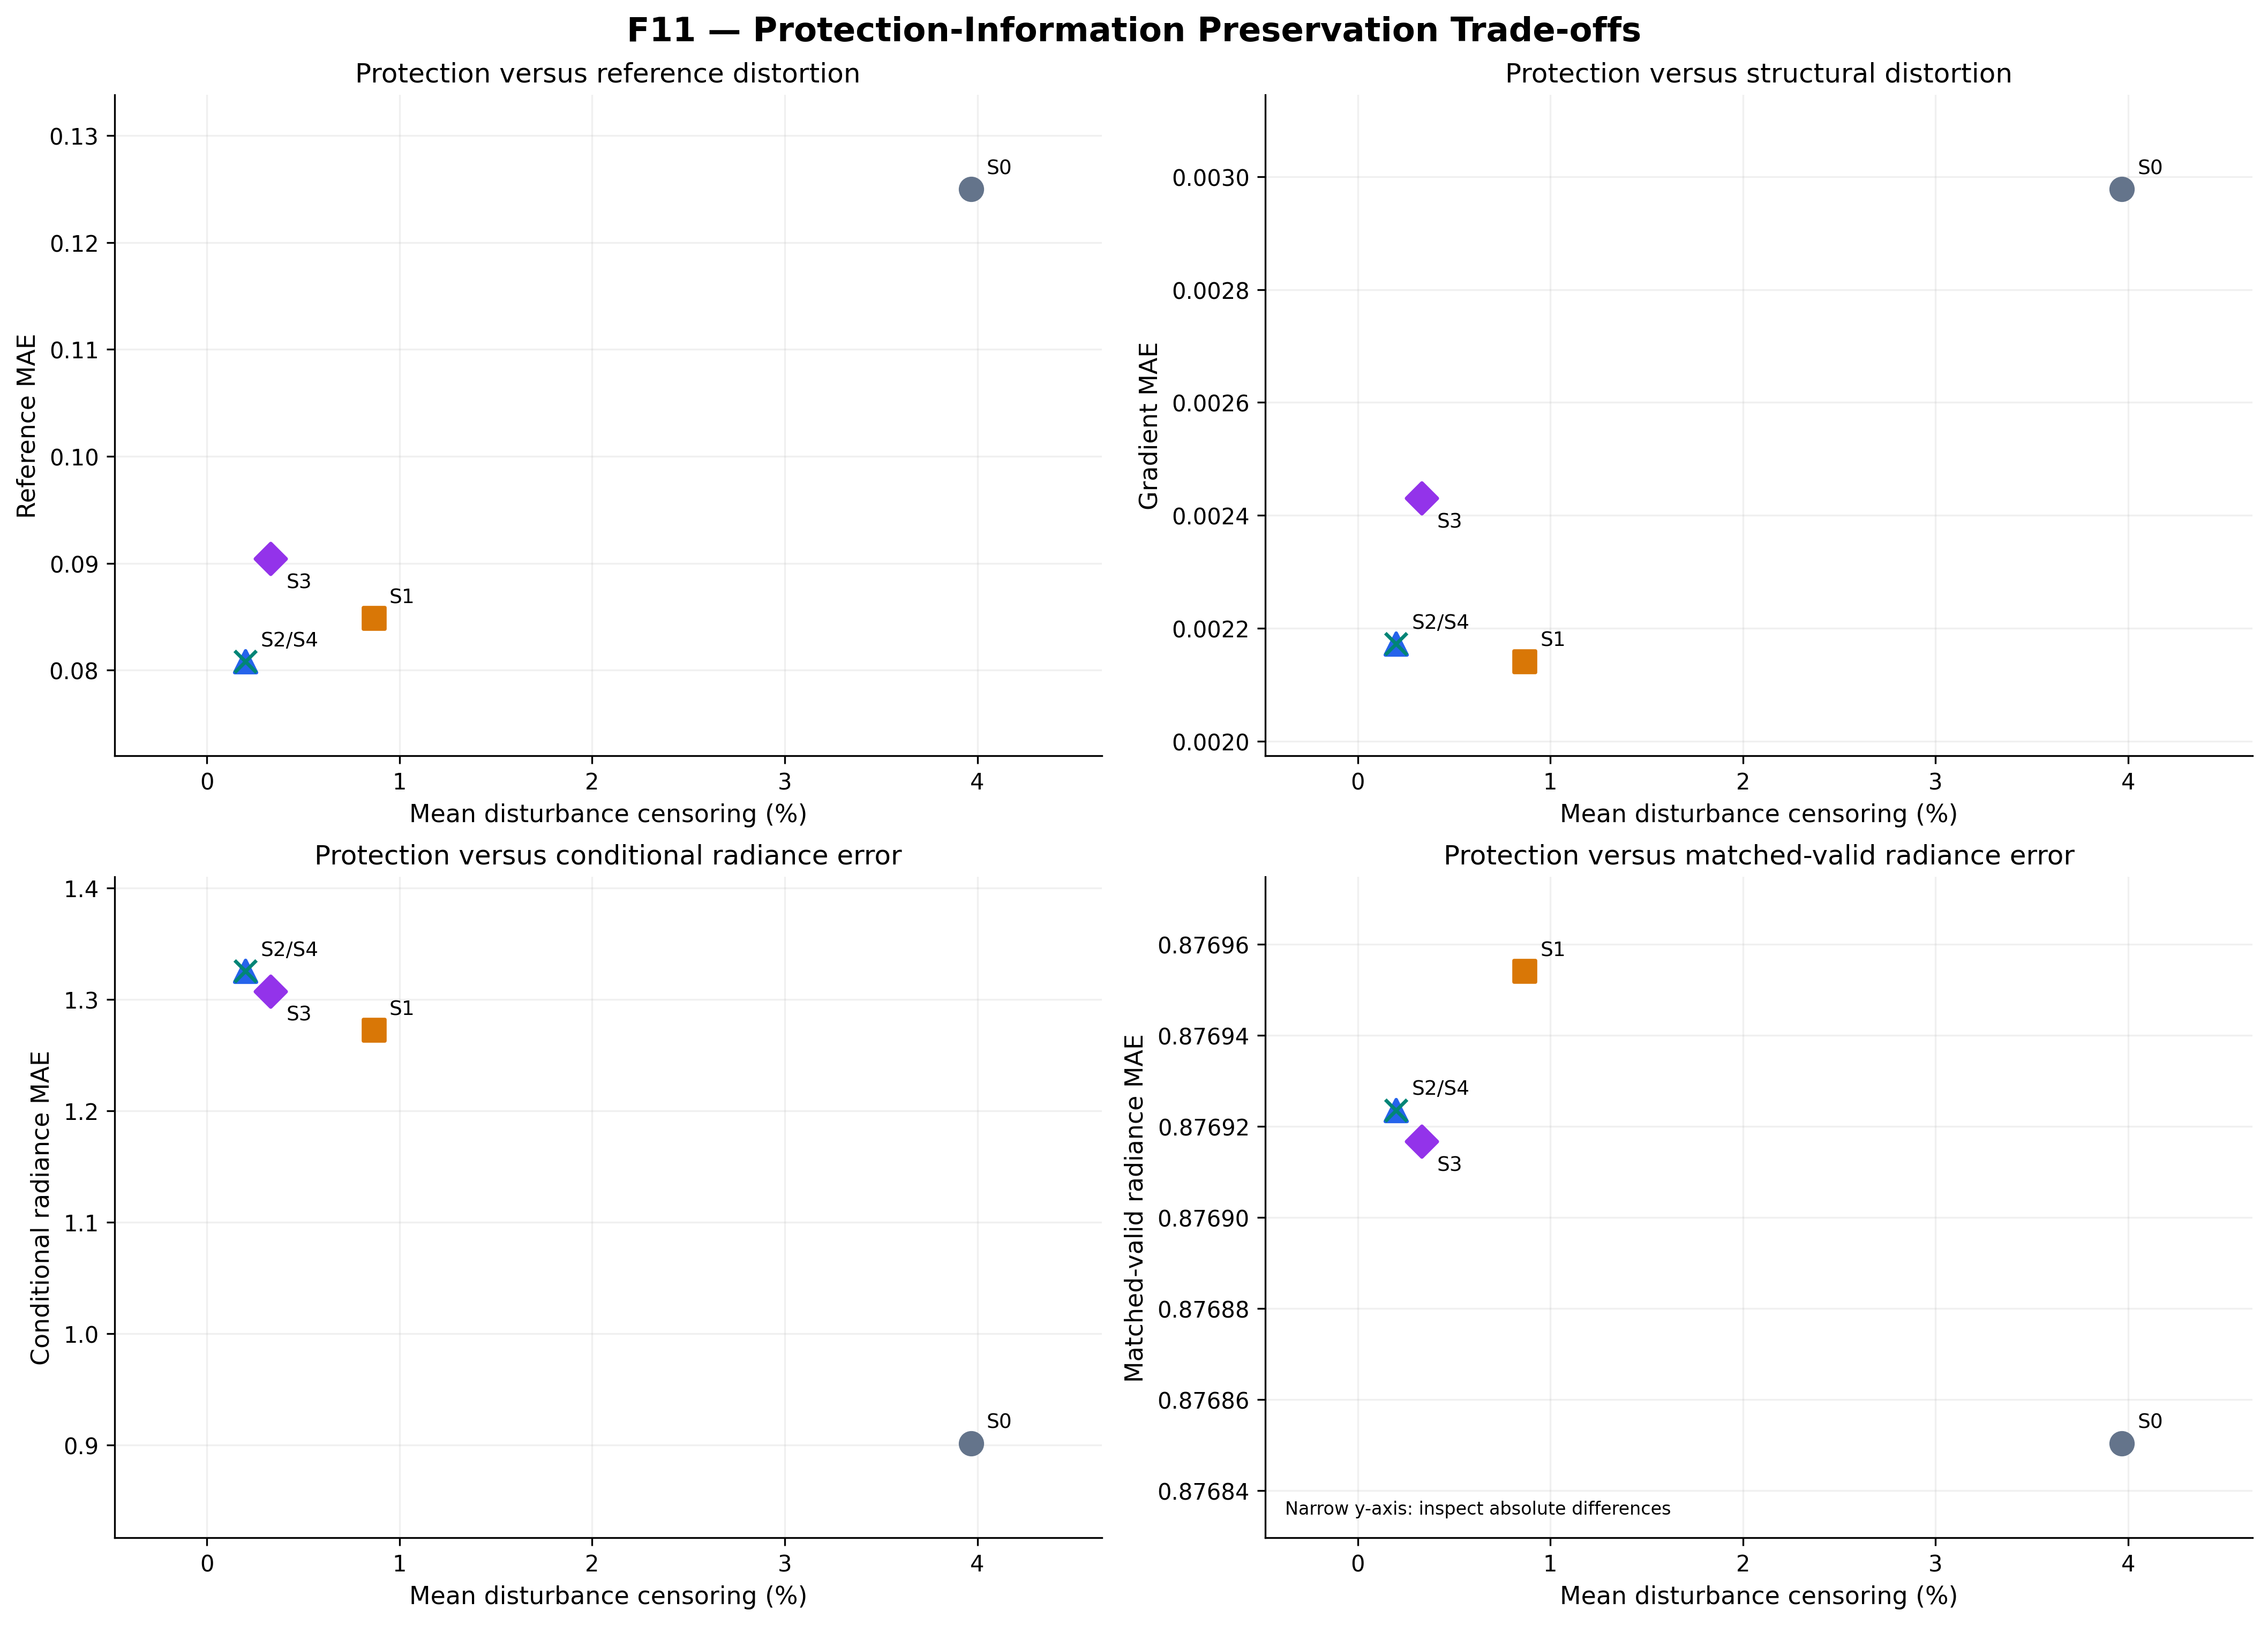 F11 — Protection-Information Preservation Trade-offs
Protection versus reference distortion
Reference MAE
0.13
0.12
0.11
0.10
0.09
0.08
S0
S3
S1
S2/S4
0
1
2
3
4
Mean disturbance censoring (%)
Protection versus structural distortion
Gradient MAE
0.0030
0.0028
0.0026
0.0024
0.0022
0.0020
S0
S3
S2/S4
S1
0
1
2
3
4
Mean disturbance censoring (%)
Protection versus conditional radiance error
Conditional radiance MAE
1.4
1.3
1.2
1.1
1.0
0.9
S2/S4
S3
S1
S0
0
1
2
3
4
Mean disturbance censoring (%)
Protection versus matched-valid radiance error
Matched-valid radiance MAE
0.87696
0.87694
0.87692
0.87690
0.87688
0.87686
0.87684
S1
S2/S4
S3
S0
Narrow y-axis: inspect absolute differences
0
1
2
3
4
Mean disturbance censoring (%)